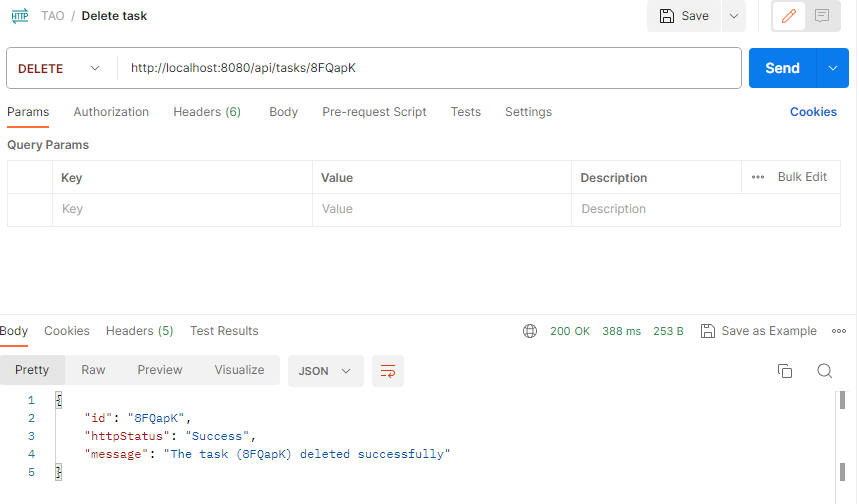 HTTP TAO / Delete task Save
DELETE http://localhost:8080/api/tasks/8FQapK Send
Params Authorization Headers (6) Body Pre-request Script Tests Settings Cookies
Query Params
Key Value Description ••• Bulk Edit
Key Value Description
Body Cookies Headers (5) Test Results 200 OK 388 ms 253 B Save as Example
Pretty Raw Preview Visualize JSON
1 {
2 "id": "8FQapK",
3 "httpStatus": "Success",
4 "message": "The task (8FQapK) deleted successfully"
5 }